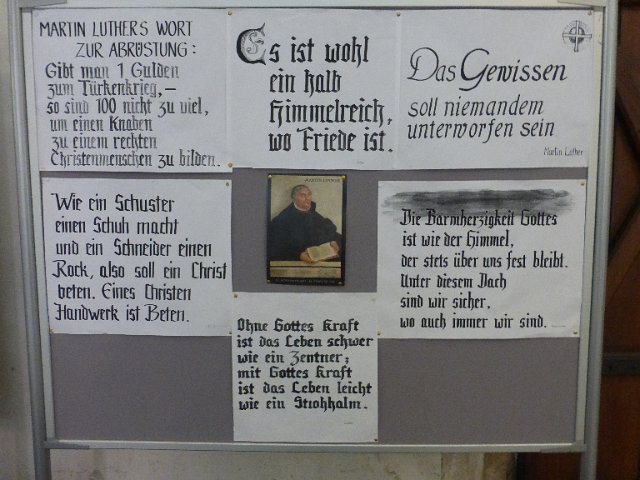 MARTIN LUTHERS WORT
ZUR ABRÜSTUNG:
Gibt man 1 Gulden
zum Türkenkrieg,–
so sind 100 nicht zu viel,
um einen Knaben
zu einem rechten
Christenmenschen zu bilden.
Es ist wohl
ein halb
Himmelreich,
wo Friede ist.
Das Gewissen
soll niemandem
unterworfen sein
Martin Luther
Wie ein Schuster
einen Schuh macht
und ein Schneider einen
Rock, also soll ein Christ
beten. Eines Christen
Handwerk ist Beten.
Die Barmherzigkeit Gottes
ist wie der Himmel,
der stets über uns fest bleibt.
Unter diesem Dach
sind wir sicher,
wo auch immer wir sind.
Ohne Gottes Kraft
ist das Leben schwer
wie ein Zentner;
mit Gottes Kraft
ist das Leben leicht
wie ein Strohhalm.